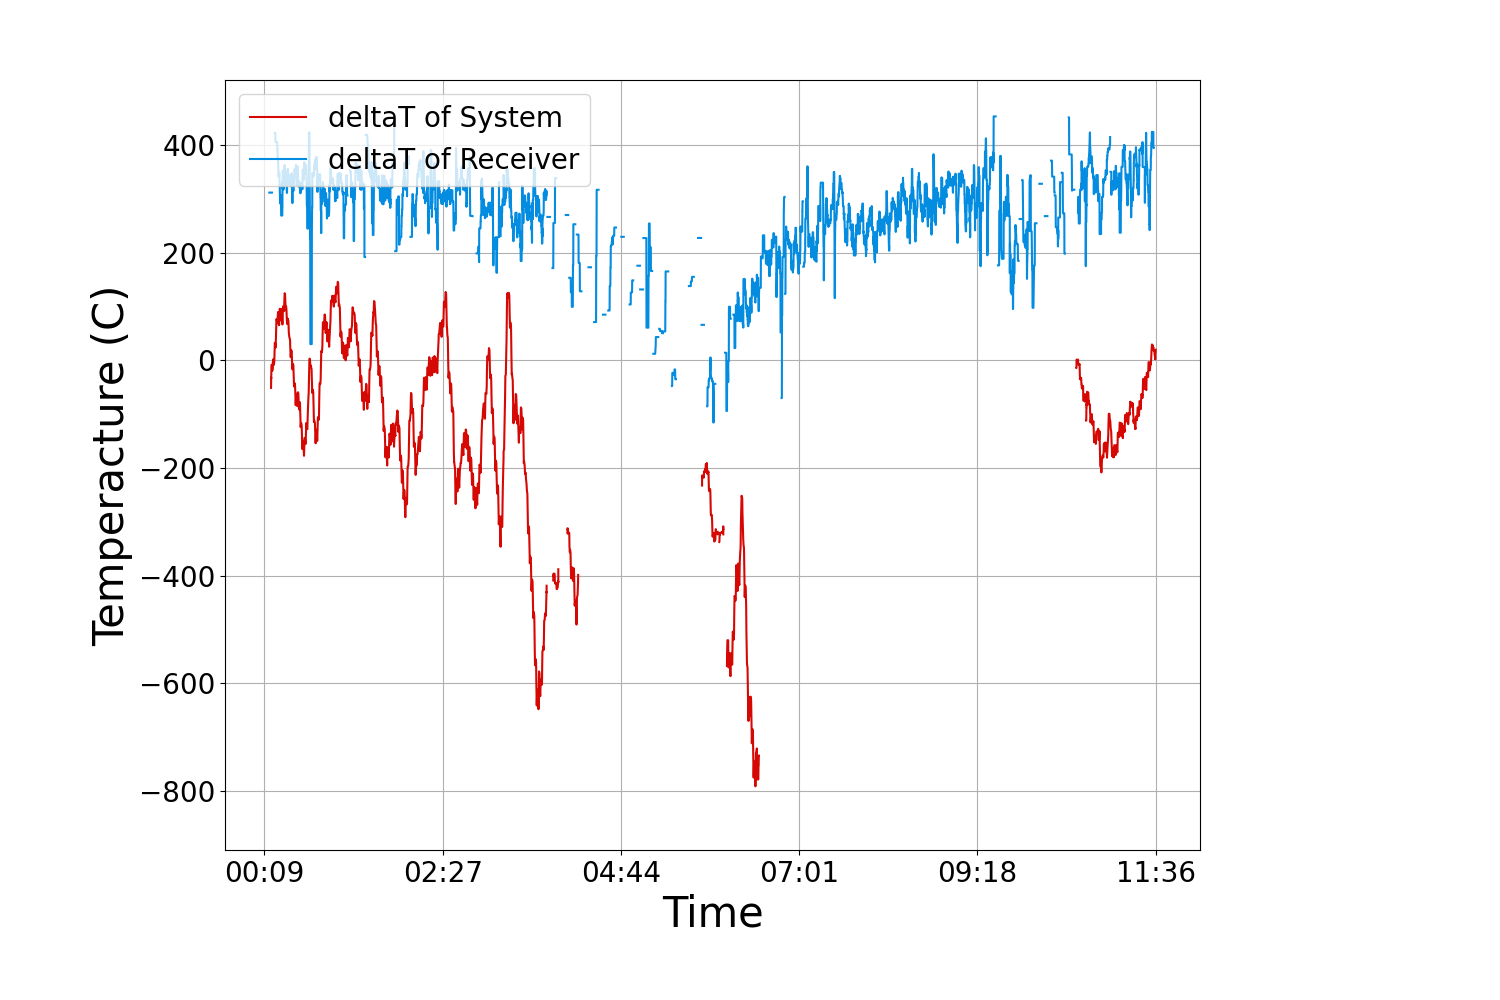 deltaT of System
deltaT of Receiver
400
200
0
−200
−400
−600
−800
Temperacture (C)
00:09 02:27 04:44 07:01 09:18 11:36
Time